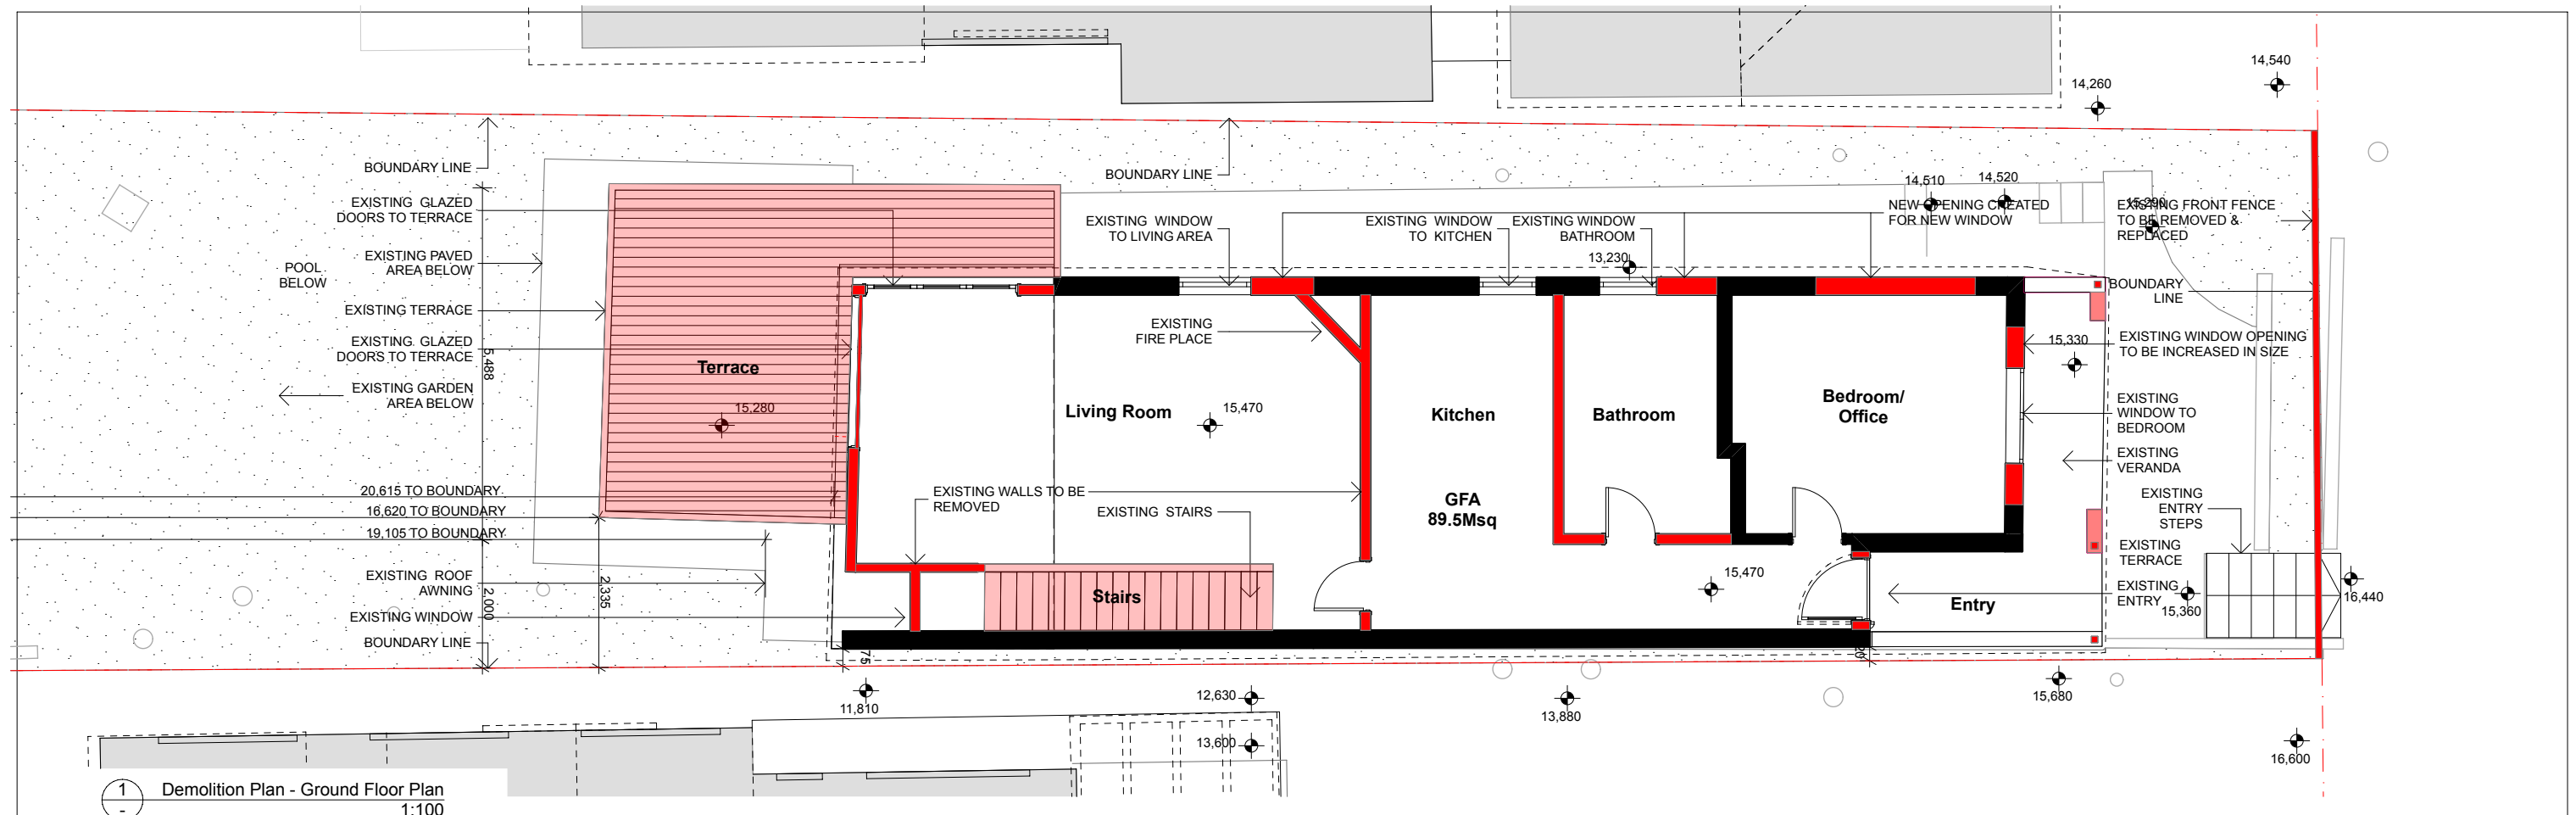 14,540
14,260
BOUNDARY LINE
BOUNDARY LINE
EXISTING GLAZED
DOORS TO TERRACE
EXISTING PAVED
AREA BELOW
POOL
BELOW
EXISTING TERRACE
EXISTING GLAZED
DOORS TO TERRACE
5,488
EXISTING GARDEN
AREA BELOW
20,615 TO BOUNDARY
16,620 TO BOUNDARY
19,105 TO BOUNDARY
EXISTING ROOF
AWNING
2,000
2,335
EXISTING WINDOW
BOUNDARY LINE
Terrace
15,280
EXISTING WINDOW
TO LIVING AREA
EXISTING WINDOW
TO KITCHEN
EXISTING WINDOW
BATHROOM
13,230
14,510
14,520
NEW OPENING CREATED
FOR NEW WINDOW
15,290
EXISTING FRONT FENCE
TO BE REMOVED &
REPLACED
BOUNDARY
LINE
EXISTING
FIRE PLACE
15,330
EXISTING WINDOW OPENING
TO BE INCREASED IN SIZE
Living Room
15,470
Kitchen
Bathroom
Bedroom/
Office
EXISTING
WINDOW TO
BEDROOM
EXISTING
VERANDA
EXISTING WALLS TO BE
REMOVED
EXISTING STAIRS
GFA
89.5Msq
EXISTING
ENTRY
STEPS
EXISTING
TERRACE
EXISTING
ENTRY
15,360
16,440
Stairs
15,470
Entry
75
20
11,810
12,630
13,600
13,880
15,680
16,600
1
-
Demolition Plan - Ground Floor Plan
1:100